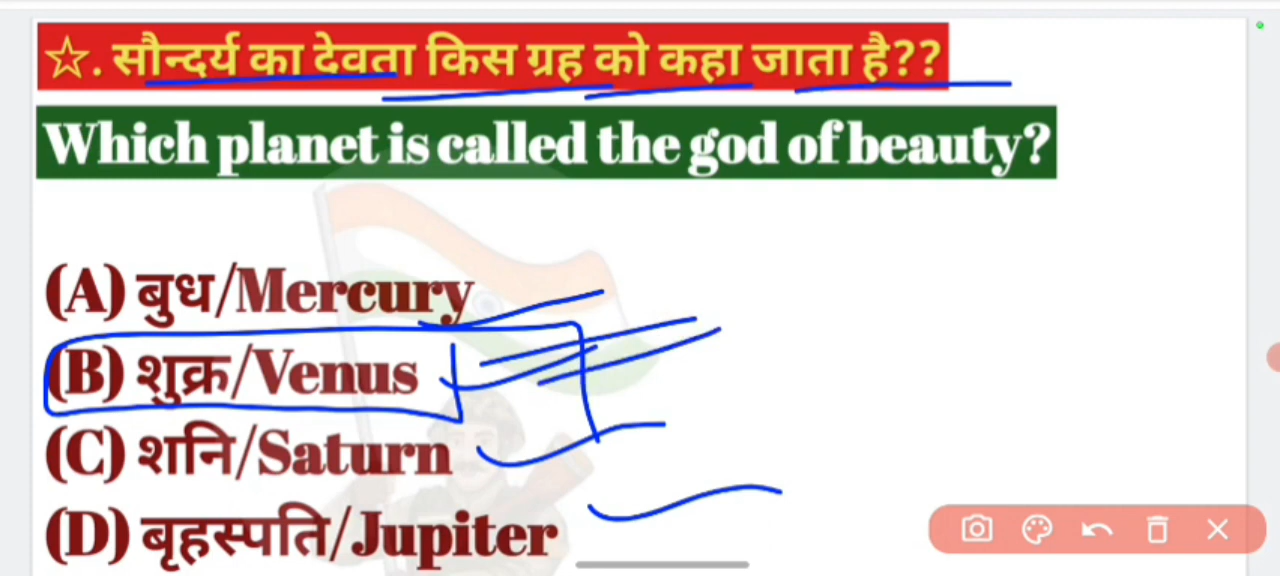 ☆. सौन्दर्य का देवता किस ग्रह को कहा जाता है??
Which planet is called the god of beauty?
(A) बुध/Mercury
(B) शुक्र/Venus
(C) शनि/Saturn
(D) बृहस्पति/Jupiter